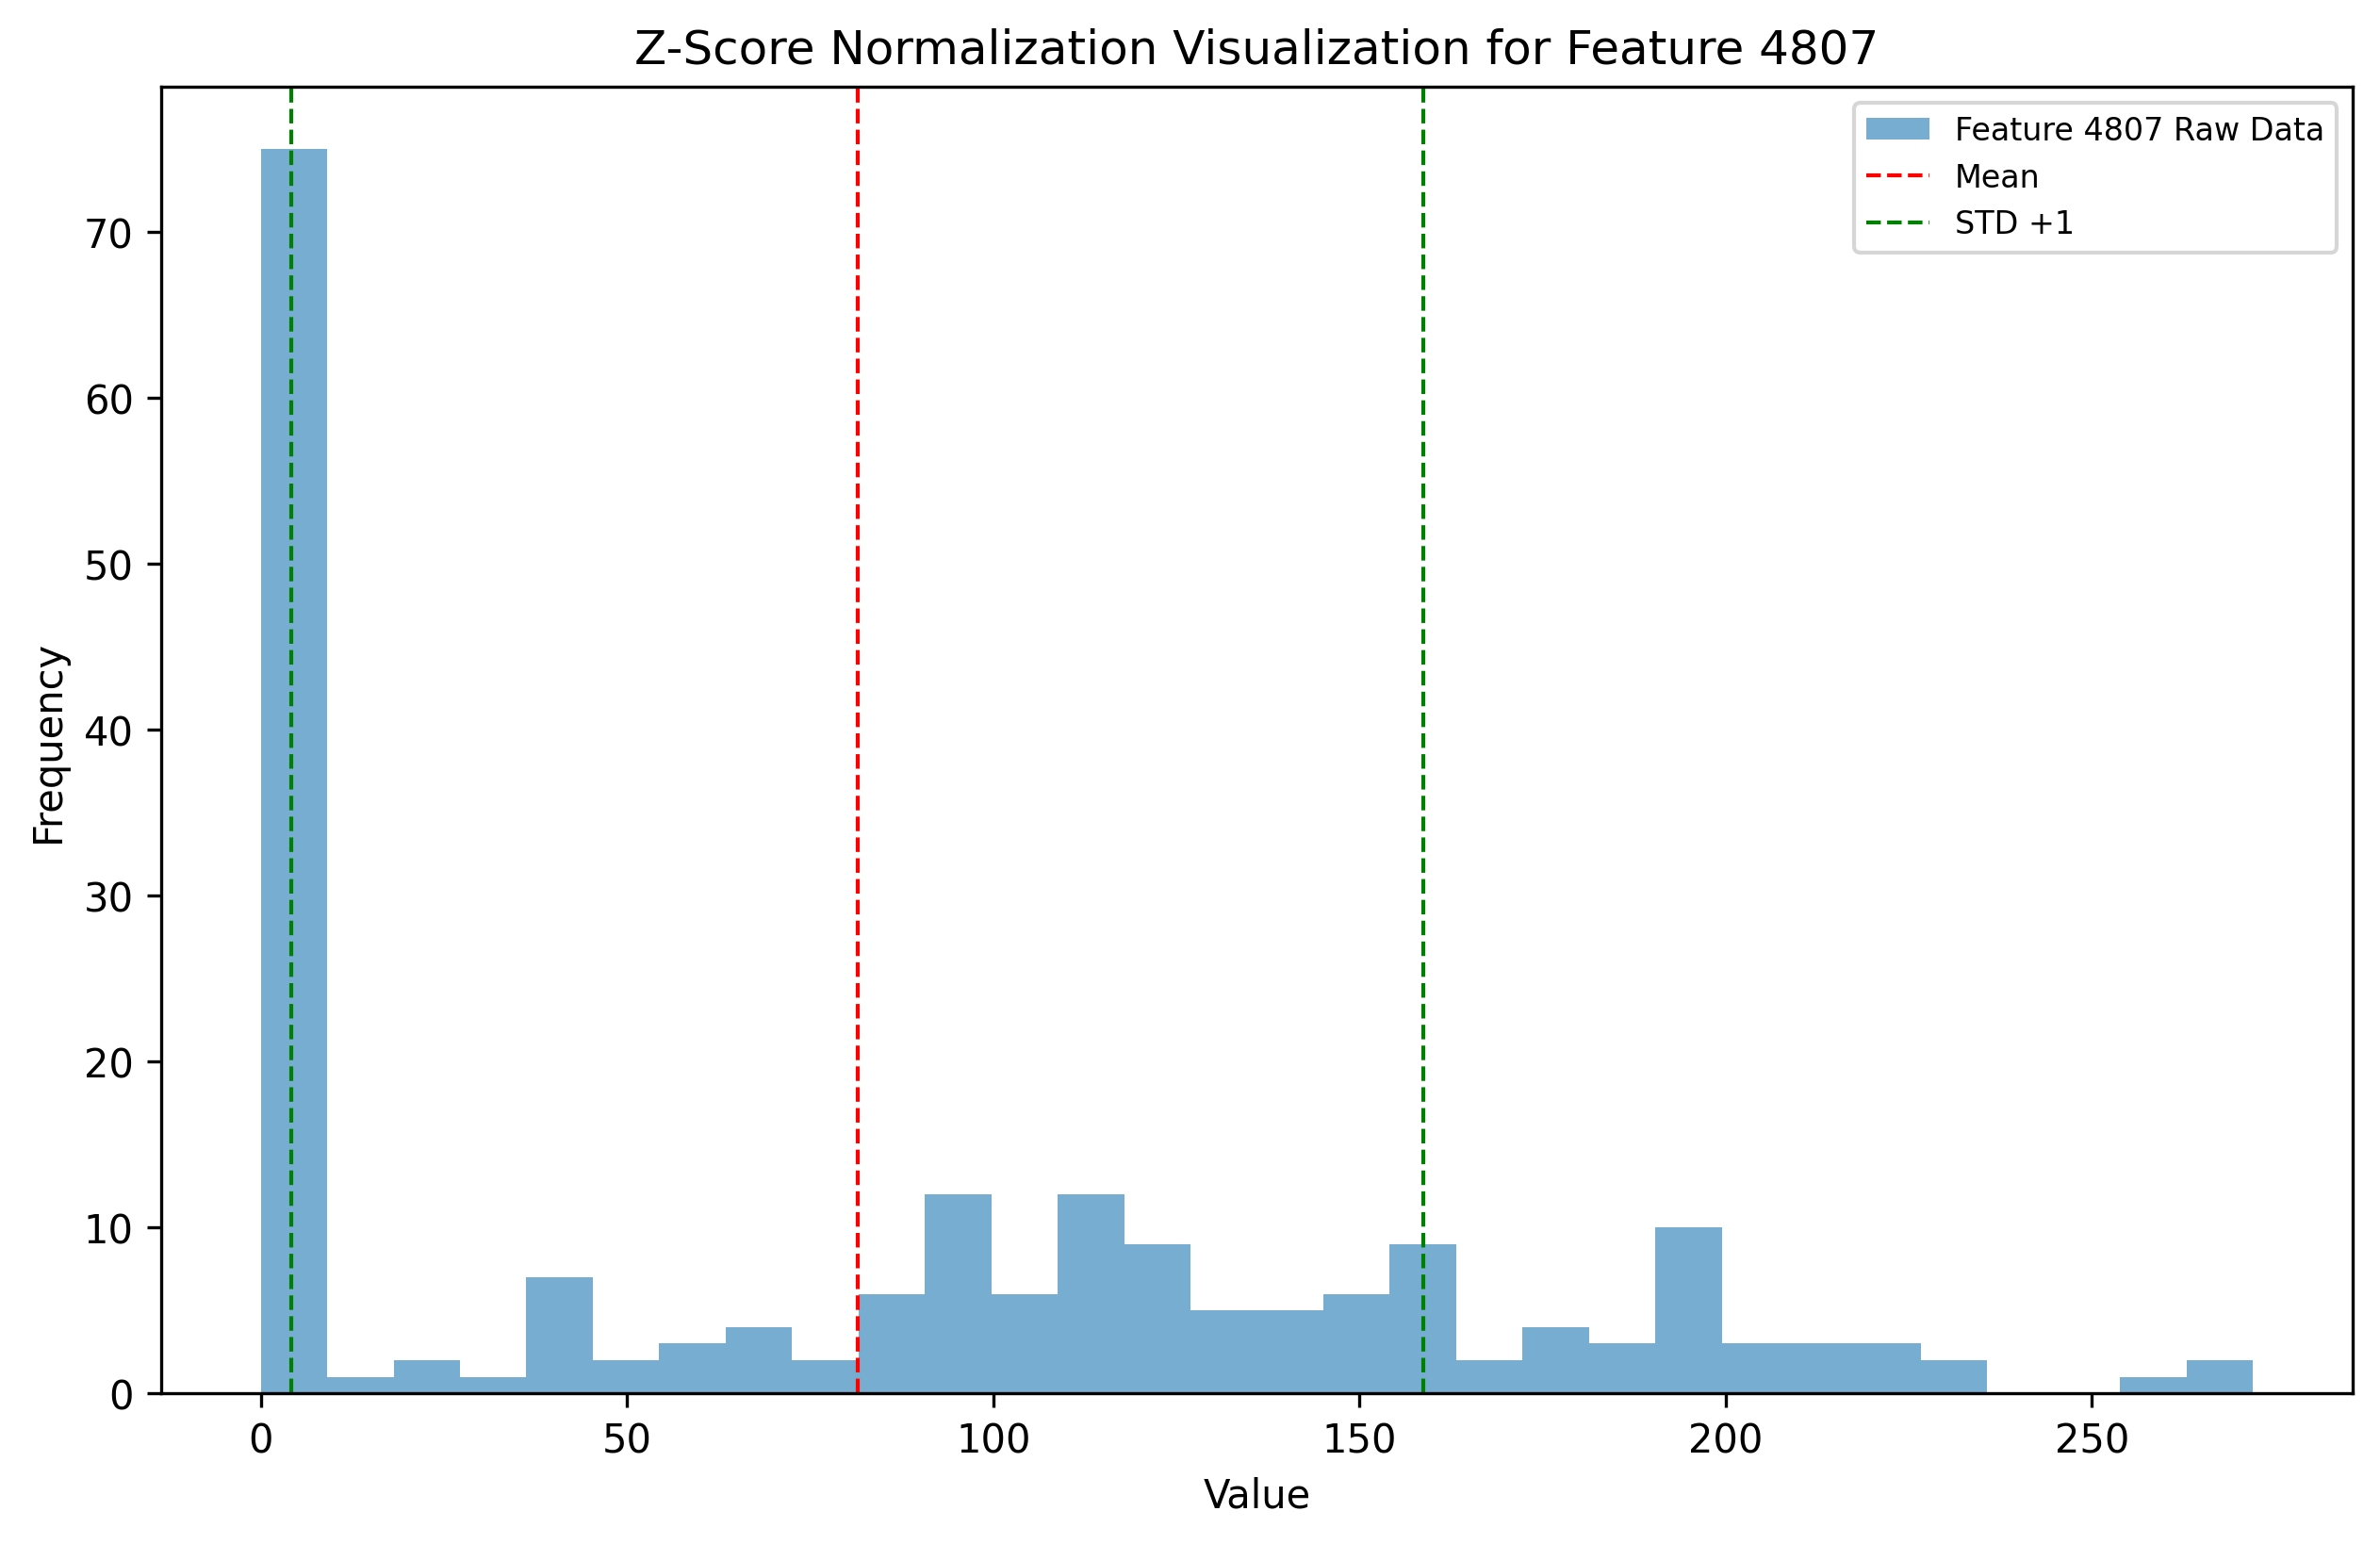 Z-Score Normalization Visualization for Feature 4807
Feature 4807 Raw Data
Mean
STD +1
70
60
50
40
30
20
10
0
Frequency
0 50 100 150 200 250
Value